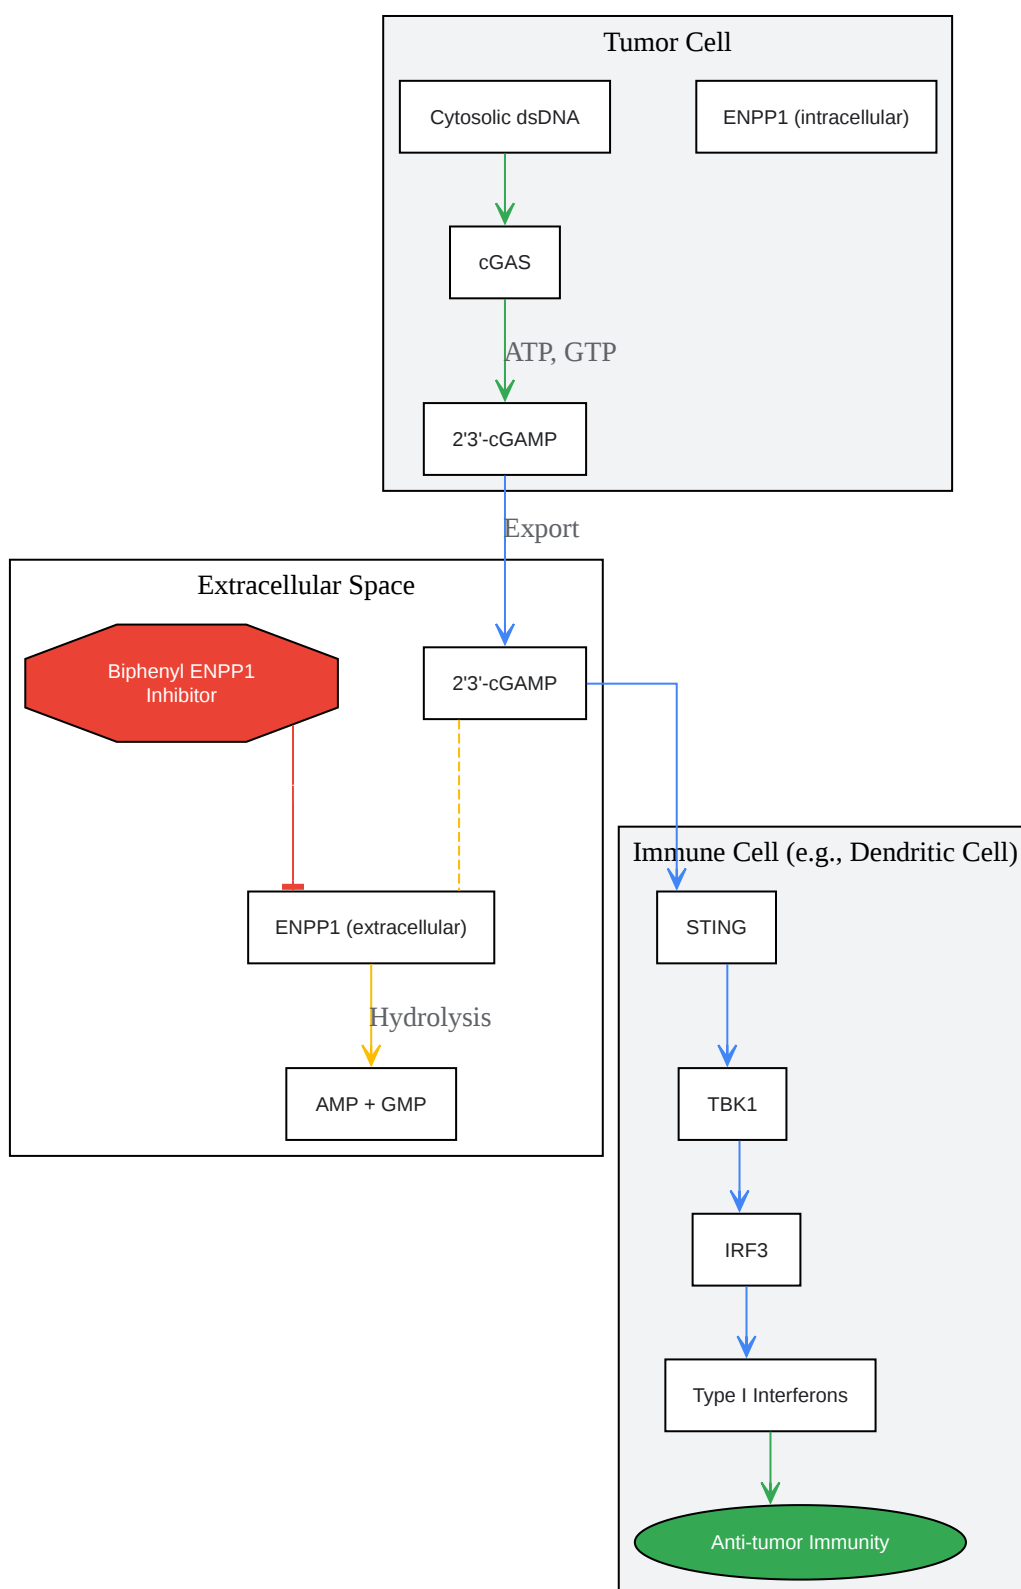 Tumor Cell
Cytosolic dsDNA
ENPP1 (intracellular)
cGAS
ATP, GTP
2'3'-cGAMP
Export
Extracellular Space
Biphenyl ENPP1
Inhibitor
2'3'-cGAMP
Immune Cell (e.g., Dendritic Cell)
ENPP1 (extracellular)
STING
Hydrolysis
AMP + GMP
TBK1
IRF3
Type I Interferons
Anti-tumor Immunity